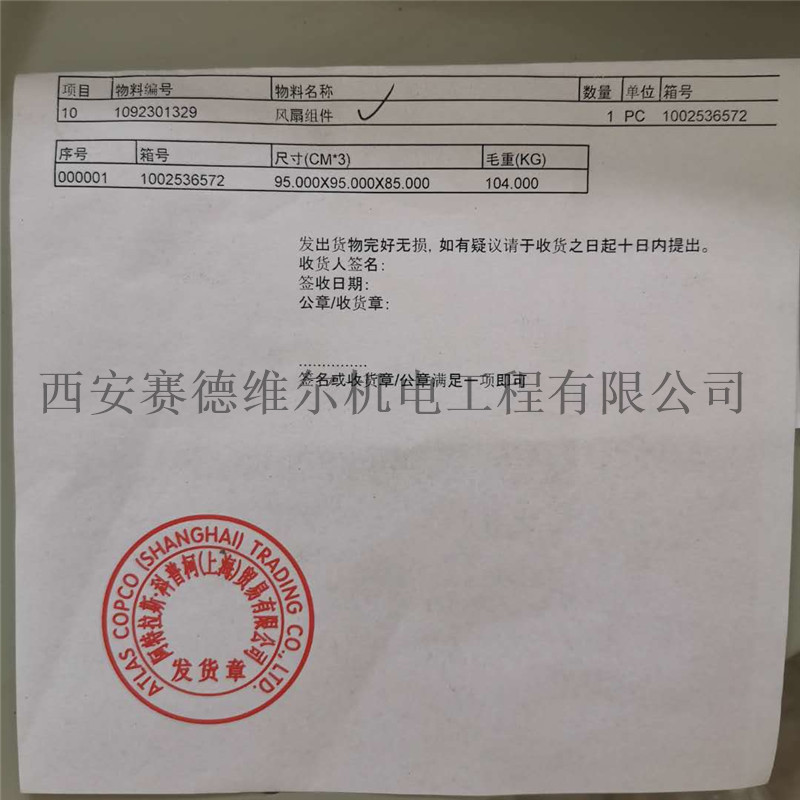 项目 物料编号 物料名称 数量 单位 箱号
10 1092301329 风扇组件 1 PC 1002536572
序号 箱号 尺寸(CM*3) 毛重(KG)
000001 1002536572 95.000X95.000X85.000 104.000
发出货物完好无损, 如有疑议请于收货之日起十日内提出。
收货人签名:
签收日期:
公章/收货章:
...............
签名或收货章/公章满足一项即可
西安赛德维尔机电工程有限公司
ATLAS COPCO (SHANGHAI) TRADING CO., LTD.
阿特拉斯·科普柯(上海)贸易有限公司
发货章